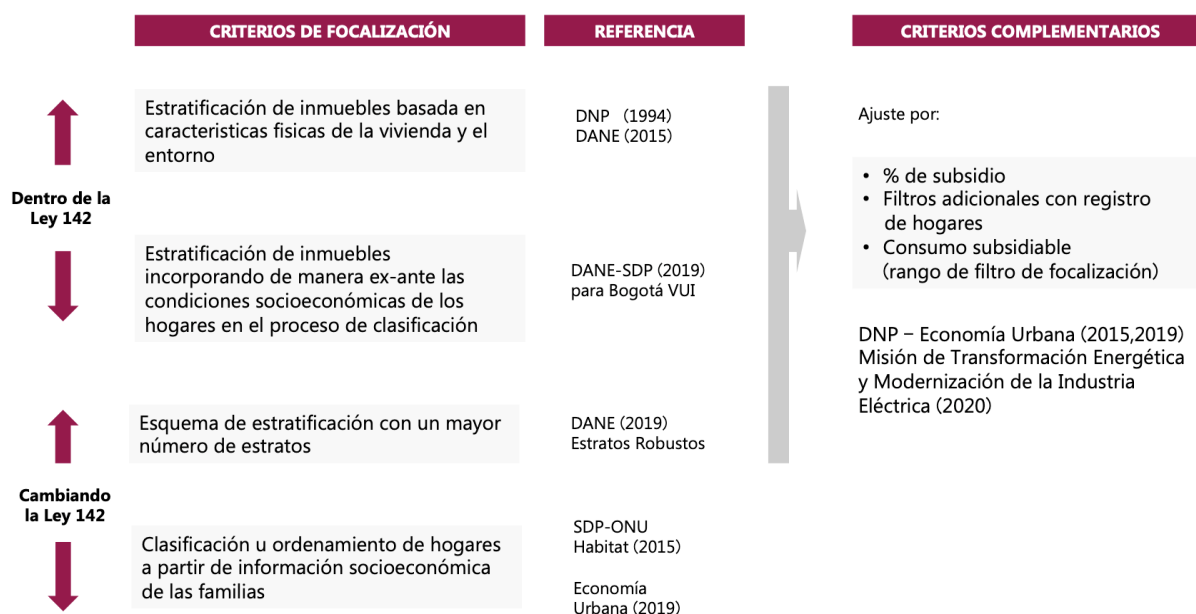 CRITERIOS DE FOCALIZACIÓN
REFERENCIA
CRITERIOS COMPLEMENTARIOS
Dentro de la
Ley 142
Estratificación de inmuebles basada en
caracteristicas fisicas de la vivienda y el
entorno
DNP (1994)
DANE (2015)
Estratificación de inmuebles
incorporando de manera ex-ante las
condiciones socioeconómicas de los
hogares en el proceso de clasificación
DANE-SDP (2019)
para Bogotá VUI
Cambiando
la Ley 142
Esquema de estratificación con un mayor
número de estratos
DANE (2019)
Estratos Robustos
Clasificación u ordenamiento de hogares
a partir de información socioeconómica
de las familias
SDP-ONU
Habitat (2015)
Economía
Urbana (2019)
Ajuste por:
• % de subsidio
• Filtros adicionales con registro
de hogares
• Consumo subsidiable
(rango de filtro de focalización)
DNP – Economía Urbana (2015,2019)
Misión de Transformación Energética
y Modernización de la Industria
Eléctrica (2020)